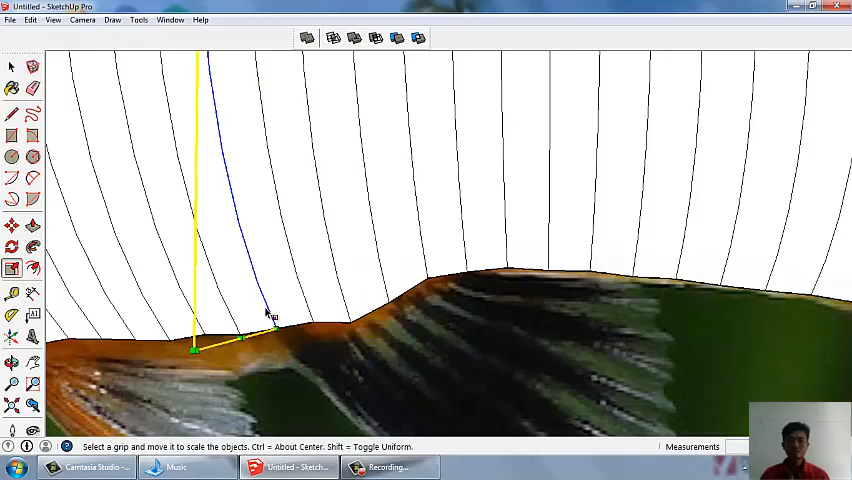 Untitled - SketchUp Pro
File Edit View Camera Draw Tools Window Help
A1
Select a grip and move it to scale the objects. Ctrl = About Center. Shift = Toggle Uniform.
Measurements
Camtasia Studio -...
Music
Untitled - Sketch...
Recording...